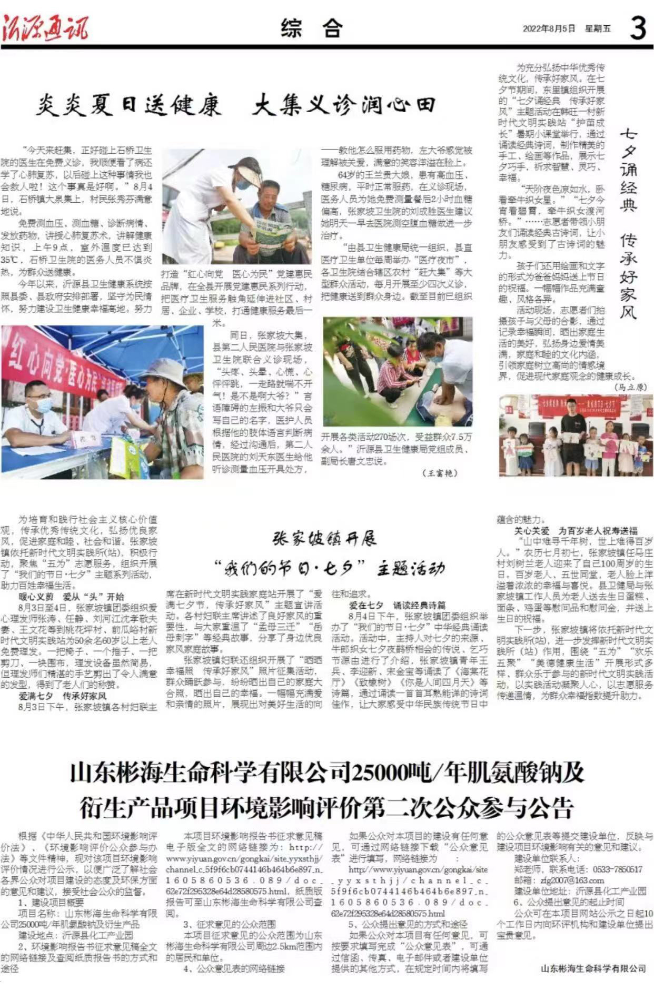 沂源通讯
综 合
2022年8月5日 星期五
3
炎炎夏日送健康 大集义诊润心田
“今天来赶集，正好碰上石桥卫生
院的医生在免费义诊，我顺便看了病还
学了心肺复苏，以后碰上这种事情我也
会救人啦！这个事真是好啊。”8月4
日，石桥镇大泉集上，村民张秀芬满意
地说。
免费测血压、测血糖、诊断病情、
发放药物，讲授心肺复苏术，讲解健康
知识，上午9点，室外温度已达到
35℃，石桥卫生院的医务人员不惧炎
热，为群众送健康。
今年以来，沂源县卫生健康系统按
照县委、县政府安排部署，坚守为民情
怀，努力建设卫生健康幸福高地。努力
打造“红心向党 医心为民”党建惠民
品牌，在全县开展党建惠民系列行动，
把医疗卫生服务触角延伸进社区、村
居、企业、学校，打通健康服务最后一
米。
同日，张家坡大集，
县第二人民医院与张家坡
卫生院联合义诊现场，
“头疼、头晕、心慌、心
怦怦跳，一走路就喘不开
气！是不是啊大爷？”言
语障碍的左振和大爷只会
写自己的名字，医护人员
根据他的肢体语言判断病
情，经过沟通后，第二人
民医院的刘天东医生给他
听诊测量血压开具处方，
——教他怎么服用药物，左大爷感觉被
理解被关爱，满意的笑容洋溢在脸上。
64岁的王兰贵大娘，患有高血压、
糖尿病，平时正常服药，在义诊现场，
医务人员为她免费测量餐后2小时血糖
偏高，张家坡卫生院的刘成胜医生建议
她明天一早去医院测空腹血糖做进一步
治疗。
“由县卫生健康局统一组织，县直
医疗卫生单位每周举办“医疗夜市”，
各卫生院结合辖区农村“赶大集”等大
型群众活动，每月开展至少四次义诊，
把健康送到群众身边。截至目前已组织
开展各类活动270场次，受益群众7.5万
余人。”沂源县卫生健康局党组成员、
副局长唐文忠说。
（王富艳）
红心向党 医心为民
七夕诵经典 传承好家风
为充分弘扬中华优秀传
统文化，传承好家风。在七
夕节期间，东里镇组织开展
的“七夕诵经典 传承好家
风”主题活动在韩旺一村新
时代文明实践站“护苗成
长”暑期小课堂举行，通过
诵读经典诗词，制作精美的
手工、绘画等作品，展示七
夕巧手，祈求智慧、灵巧、
幸福。
“天阶夜色凉如水，卧
看牵牛织女星。”“七夕今
宵看碧霄，牵牛织女渡河
桥。”……志愿者带领小朋
友们诵读经典古诗词，让小
朋友感受到了古诗词的魅
力。
孩子们还用绘画和文字
的形式为爸爸妈妈送上节日
的祝福。一幅幅作品充满童
趣、风格各异。
活动现场，志愿者们拍
摄孩子与父母的合影，通过
记录幸福瞬间，晒出家庭生
活的美好，弘扬身边爱情美
满，家庭和睦的文化内涵，
引领家庭树立高尚的情感境
界，促进现代家庭观念的健康成长。
（马立原）
张家坡镇开展
“我们的节日·七夕”主题活动
为培育和践行社会主义核心价值
观，传承优秀传统文化，弘扬优良家
风，促进家庭和睦、社会和谐。张家坡
镇依托新时代文明实践所(站)，积极行
动，聚焦“五为”志愿服务，组织开展
了“我们的节日·七夕”主题系列活动，
助力百姓幸福生活。
暖心义剪 爱从“头”开始
8月3日至4日，张家坡镇团委组织爱
心理发师张涛、任静、刘河江沈孝敬夫
妻、王文花等到桃花坪村、前瓜峪村新
时代文明实践站为50余名60岁以上老人
免费理发。一把椅子、一个推子、一把
剪刀、一块围布，理发设备虽然简易，
但理发师们精湛的手艺剪出了令人满意
的发型，得到了老人们的称赞。
爱满七夕 传承好家风
8月3日下午，张家坡镇各村妇联主
席在新时代文明实践家庭站开展了“爱
满七夕节，传承好家风”主题宣讲活
动。各村妇联主席讲述了良好家风的重
要性，与大家重温了“孟母三迁”“岳
母刺字”等经典故事，分享了身边优良
家风家庭故事。
张家坡镇妇联还组织开展了“晒晒
幸福照 传承好家风”照片征集活动，
群众踊跃参与，纷纷晒出自己的家庭大
合照，晒出自己的幸福。一幅幅充满爱
和亲情的照片，展现出对美好生活的向
往和追求。
爱在七夕 诵读经典诗篇
8月4日下午，张家坡镇团委组织举
办了“我们的节日·七夕”中华经典诵读
活动。活动中，主持人对七夕的来源、
牛郎织女七夕夜鹊桥相会的传说、乞巧
节源由进行了介绍，张家坡镇青年王
兵、李迎新、宋金宝等诵读了《海棠花
厅》《致橡树》《你是人间四月天》等
诗篇，通过诵读一首首耳熟能详的诗词
佳作，让大家感受中华民族传统节日中
蕴含的魅力。
关心关爱 为百岁老人祝寿送福
“山中难寻千年树，世上难得百岁
人。”农历七月初七，张家坡镇任马庄
村刘树兰老人迎来了自己100周岁的生
日。百岁老人、五世同堂，老人脸上洋
溢着浓浓的幸福与喜悦。县卫健局与张
家坡镇工作人员为老人送去生日蛋糕、
面条、鸡蛋等慰问品和慰问金，并送上
生日的祝福。
下一步，张家坡镇将依托新时代文
明实践所(站)，进一步发挥新时代文明实
践所（站）作用，围绕“五为”“欢乐
五聚”“美德健康生活”开展形式多
样、群众乐于参与的新时代文明实践活
动，以实践活动凝聚人心，以志愿服务
传递温情，为群众幸福指数提升助力。
山东彬海生命科学有限公司25000吨/年肌氨酸钠及
衍生产品项目环境影响评价第二次公众参与公告
根据《中华人民共和国环境影响评
价法》、《环境影响评价公众参与办
法》等文件精神，现对该项目环境影响
评价情况进行公示，以便广泛了解社会
各界公众对项目建设的态度及环保方面
的意见和建议，接受社会公众的监督。
1、建设项目概要
项目名称：山东彬海生命科学有限
公司25000吨/年肌氨酸钠及衍生产品
建设地点：沂源县化工产业园
2、环境影响报告书征求意见稿全文
的网络链接及查阅纸质报告书的方式和
途径
本项目环境影响报告书征求意见稿
电子版全文的网络链接为：http://
www.yiyuan.gov.cn/gongkai/site_yyxsthjj/
channel_c_5f9f6cb0744146b464b6e897_n_
1605860536.089/doc_
62e72f295328e64d28580575.html，纸质版
报告可至山东彬海生命科学有限公司查
阅。
3、征求意见的公众范围
本项目征求意见的公众范围为山东
彬海生命科学有限公司周边2.5km范围内
的居民和单位。
4、公众意见表的网络链接
如果公众对本项目的建设有任何意
见，可通过网络链接下载“公众意见
表”进行填写，网络链接为 ：
http://www.yiyuan.gov.cn/gongkai/site
_yyxsthjj/channel_c_
5f9f6cb0744146b464b6e897_n_
1605860536.089/doc_
62e72f295328e64d28580575.html
5、公众提出意见的方式和途径
如果公众对本项目有任何意见，可
按要求填写完成“公众意见表”，可通
过信函、传真、电子邮件或者建设单位
提供的其他方式，在规定时间内将填写
的公众意见表等提交建设单位，反映与
建设项目环境影响有关的意见和建议。
建设单位联系人：
郑老师，联系电话：0533-7850517
邮箱：zfg2007@163.com
建设单位地址：沂源县化工产业园
6、公众提出意见的起止时间
公众可在本项目网站公示之日起10
个工作日内向环评机构和建设单位提出
宝贵意见。
山东彬海生命科学有限公司